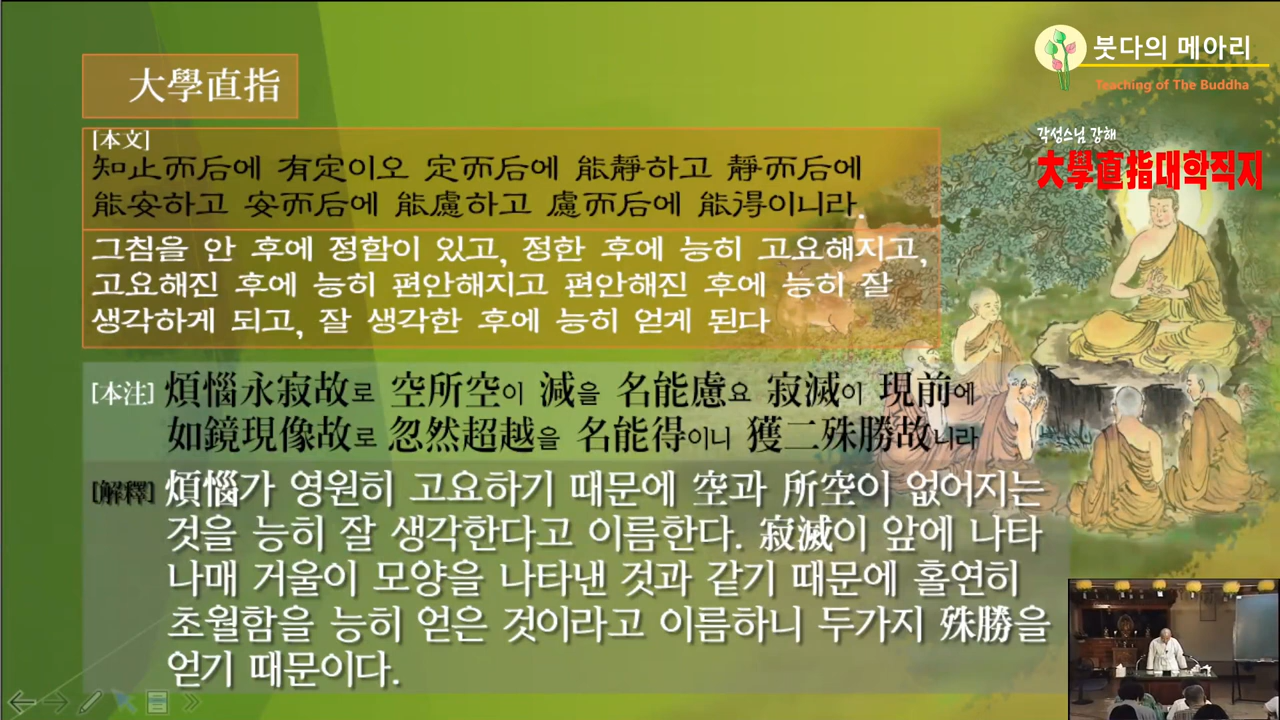 大學直指
[本文]
知止而后에 有定이오 定而后에 能靜하고 靜而后에
能安하고 安而后에 能慮하고 慮而后에 能得이니라.
그침을 안 후에 정함이 있고, 정한 후에 능히 고요해지고,
고요해진 후에 능히 편안해지고 편안해진 후에 능히 잘
생각하게 되고, 잘 생각한 후에 능히 얻게 된다
[本注] 煩惱永寂故로 空所空이 減을 名能慮요 寂滅이 現前에
如鏡現像故로 忽然超越을 名能得이니 獲二殊勝故니라
[解釋] 煩惱가 영원히 고요하기 때문에 空과 所空이 없어지는
것을 능히 잘 생각한다고 이름한다. 寂滅이 앞에 나타
나매 거울이 모양을 나타낸 것과 같기 때문에 홀연히
초월함을 능히 얻은 것이라고 이름하니 두가지 殊勝을
얻기 때문이다.
붓다의 메아리
Teaching of The Buddha
각성스님 강해
大學直指대학직지